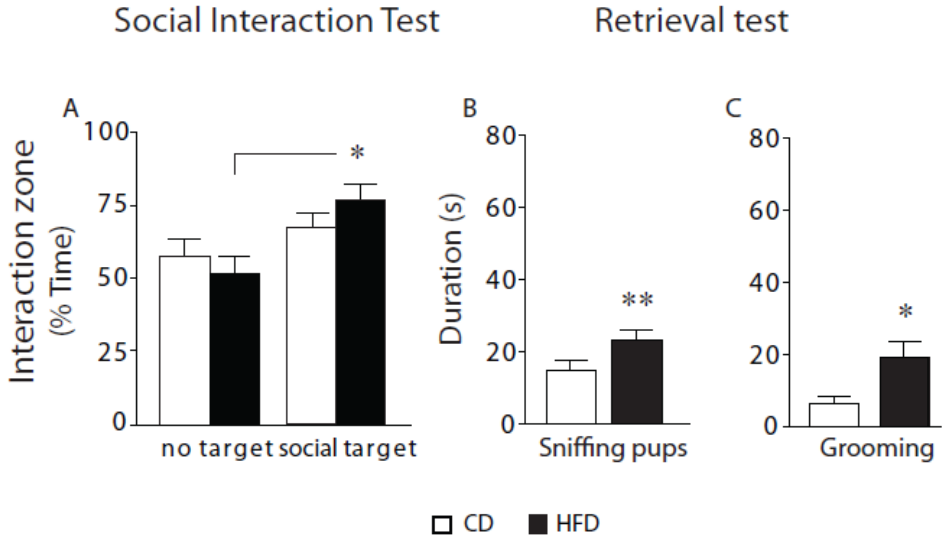 Social Interaction Test
Retrieval test
A
Interaction zone
(% Time)
100
75
50
25
0
*
no target social target
B
Duration (s)
80
60
40
20
0
**
Sniffing pups
C
80
60
40
20
0
*
Grooming
CD HFD